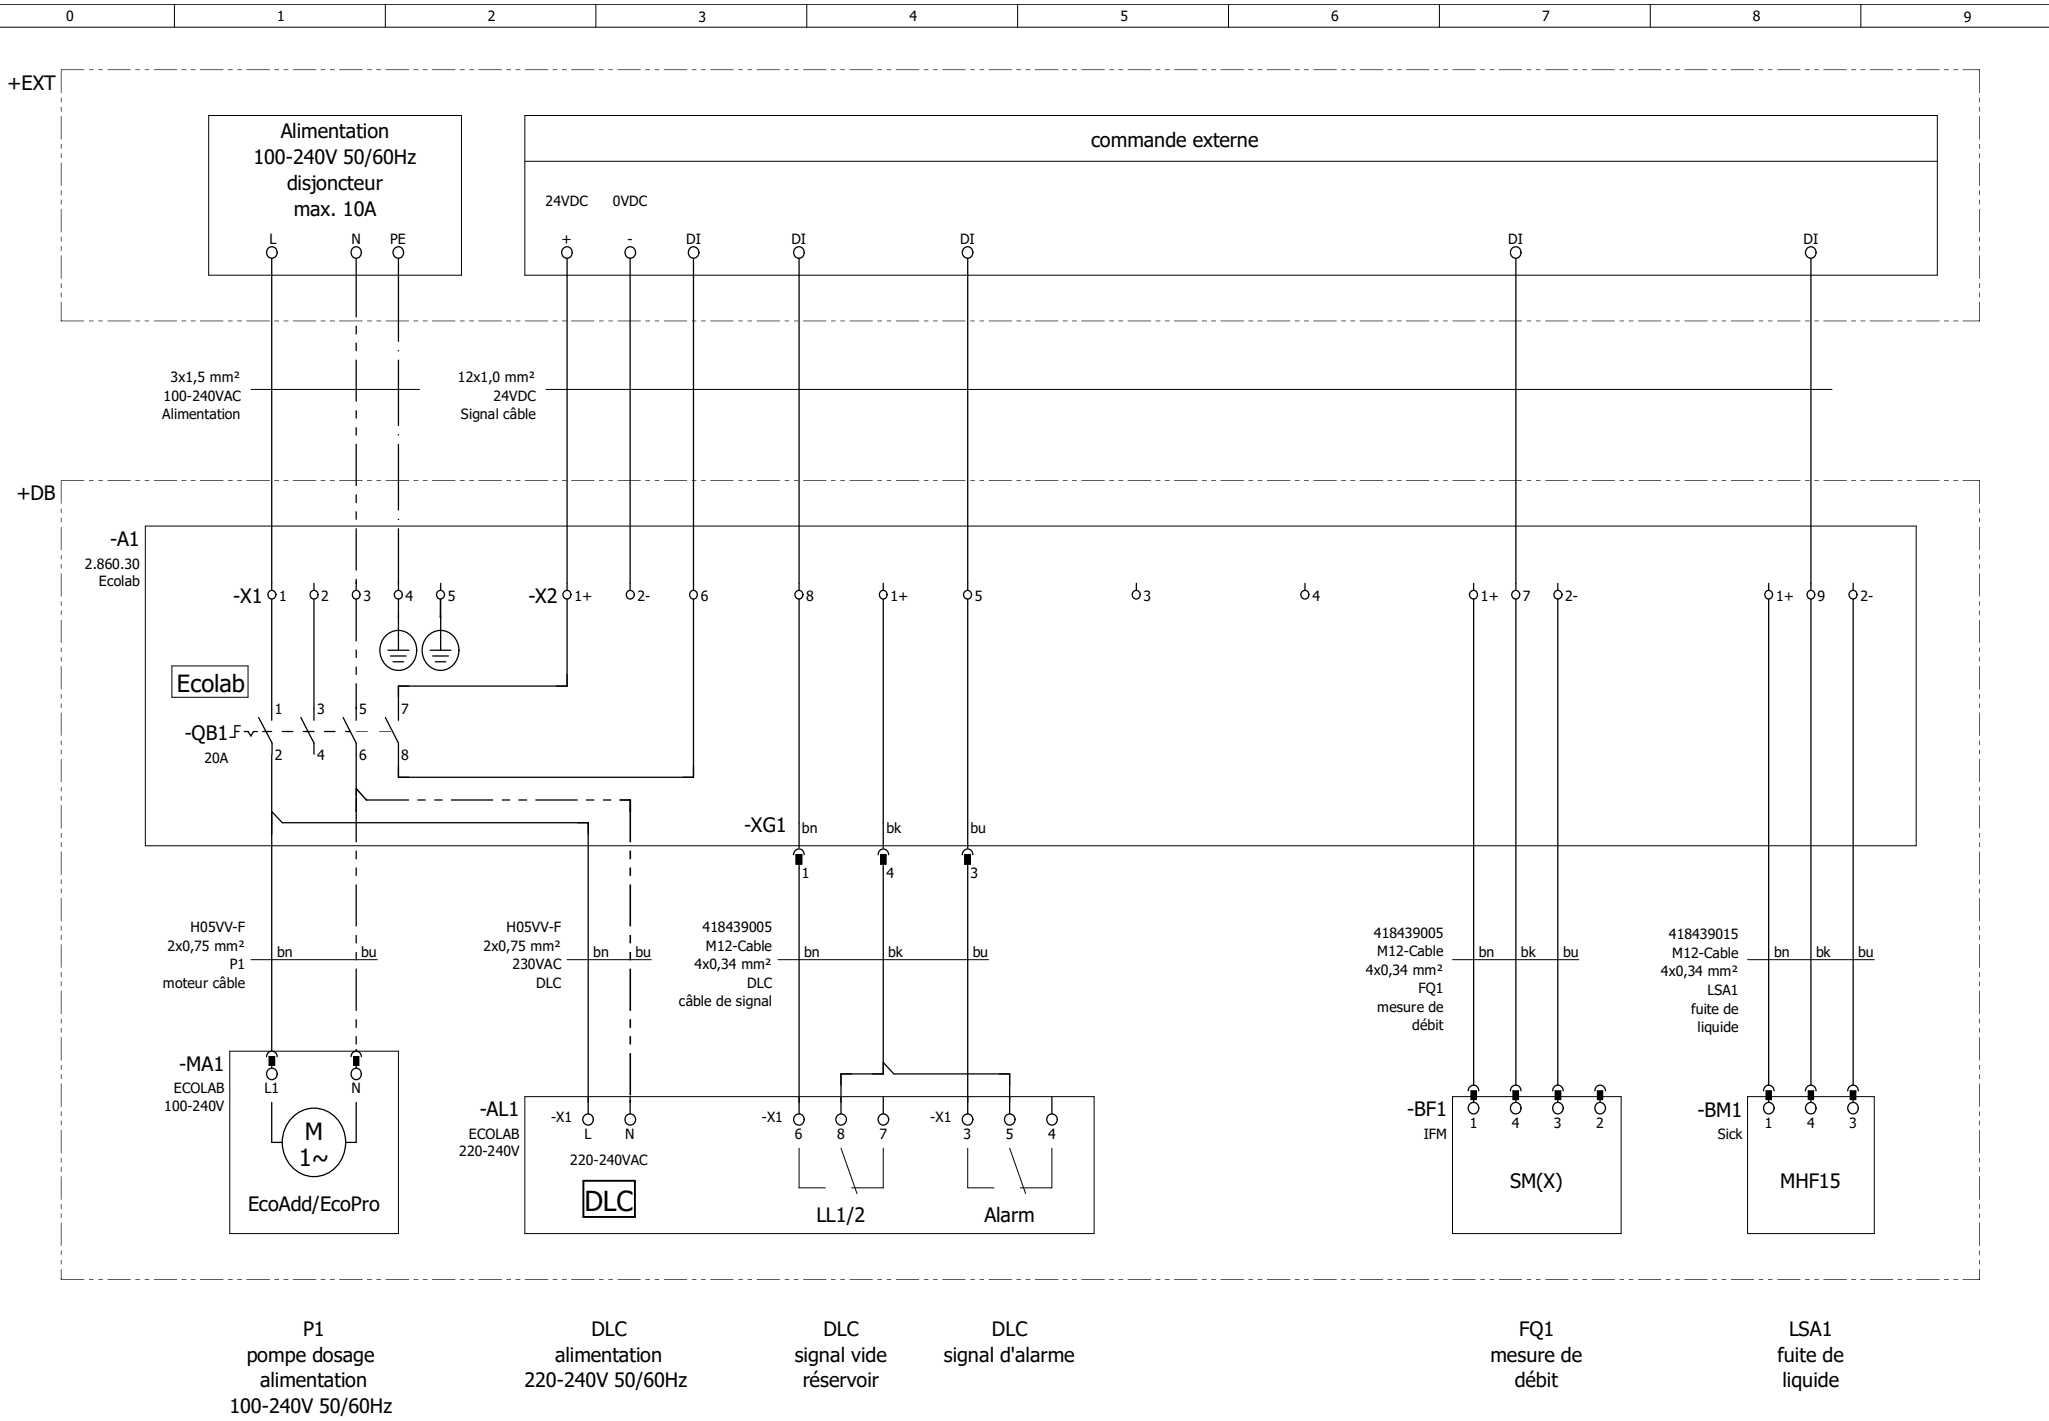 0 1 2 3 4 5 6 7 8 9
+EXT
Alimentation
100-240V 50/60Hz
disjoncteur
max. 10A
L N PE
commande externe
24VDC 0VDC
+ - DI DI DI DI DI
3x1,5 mm²
100-240VAC
Alimentation
12x1,0 mm²
24VDC
Signal câble
+DB
-A1
2.860.30
Ecolab
-X1 1 2 3 4 5 -X2 1+ 2- 6 8 1+ 5 3 4 1+ 7 2- 1+ 9 2-
Ecolab
1 3 5 7
-QB1
20A
2 4 6 8
-XG1 bn bk bu
1 4 3
H05VV-F
2x0,75 mm²
P1
moteur câble
bn bu
H05VV-F
2x0,75 mm²
230VAC
DLC
bn bu
418439005
M12-Cable
4x0,34 mm²
DLC
câble de signal
bn bk bu
418439005
M12-Cable
4x0,34 mm²
FQ1
mesure de
débit
bn bk bu
418439015
M12-Cable
4x0,34 mm²
LSA1
fuite de
liquide
bn bk bu
-MA1
ECOLAB
100-240V
L1 N
M
1~
EcoAdd/EcoPro
-AL1
ECOLAB
220-240V
-X1 L N
220-240VAC
DLC
-X1 6 8 7
LL1/2
-X1 3 5 4
Alarm
-BF1
IFM
1 4 3 2
SM(X)
-BM1
Sick
1 4 3
MHF15
P1
pompe dosage
alimentation
100-240V 50/60Hz
DLC
alimentation
220-240V 50/60Hz
DLC
signal vide
réservoir
DLC
signal d'alarme
FQ1
mesure de
débit
LSA1
fuite de
liquide